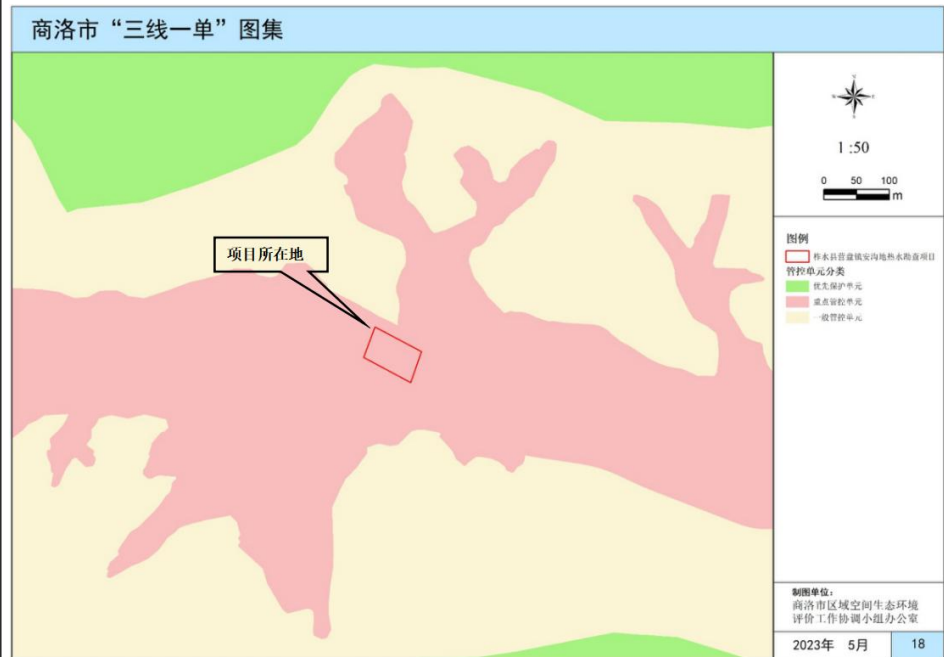 商洛市“三线一单”图集
项目所在地
N
W
E
S
1 :50
0 50 100
m
图例
柞水县营盘镇安沟地热水勘查项目
管控单元分类
优先保护单元
重点管控单元
一般管控单元
制图单位：
商洛市区域空间生态环境
评价工作协调小组办公室
2023年 5月
18